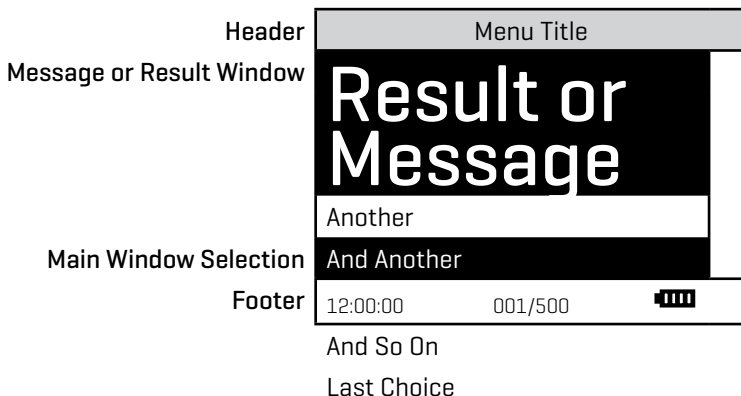 Header
Menu Title
Message or Result Window
Result or
Message
Another
Main Window Selection
And Another
Footer
12:00:00 001/500
And So On
Last Choice